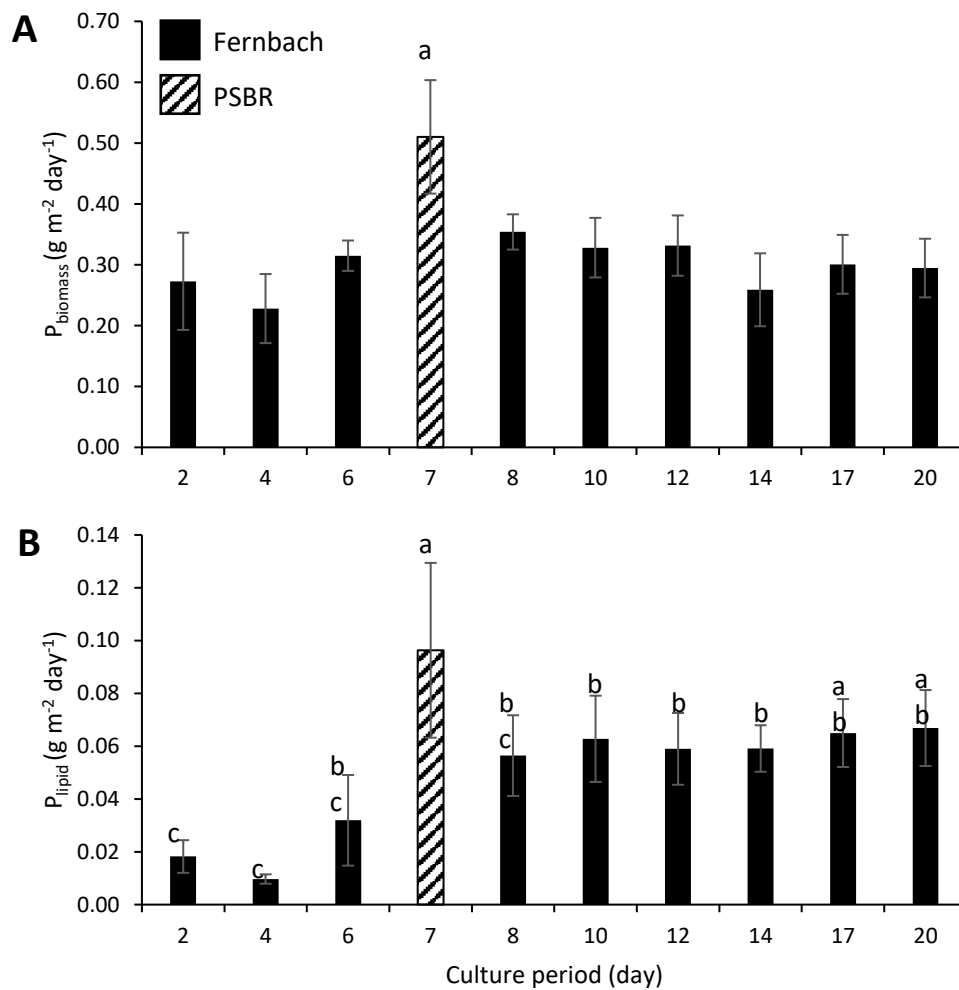 A
Fernbach
PSBR
a
P_biomass (g m⁻² day⁻¹)
0.70
0.60
0.50
0.40
0.30
0.20
0.10
0.00
2 4 6 7 8 10 12 14 17 20
B
P_lipid (g m⁻² day⁻¹)
0.14
0.12
0.10
0.08
0.06
0.04
0.02
0.00
c
c
b
c
a
b
c
b
b
b
a
b
a
b
2 4 6 7 8 10 12 14 17 20
Culture period (day)